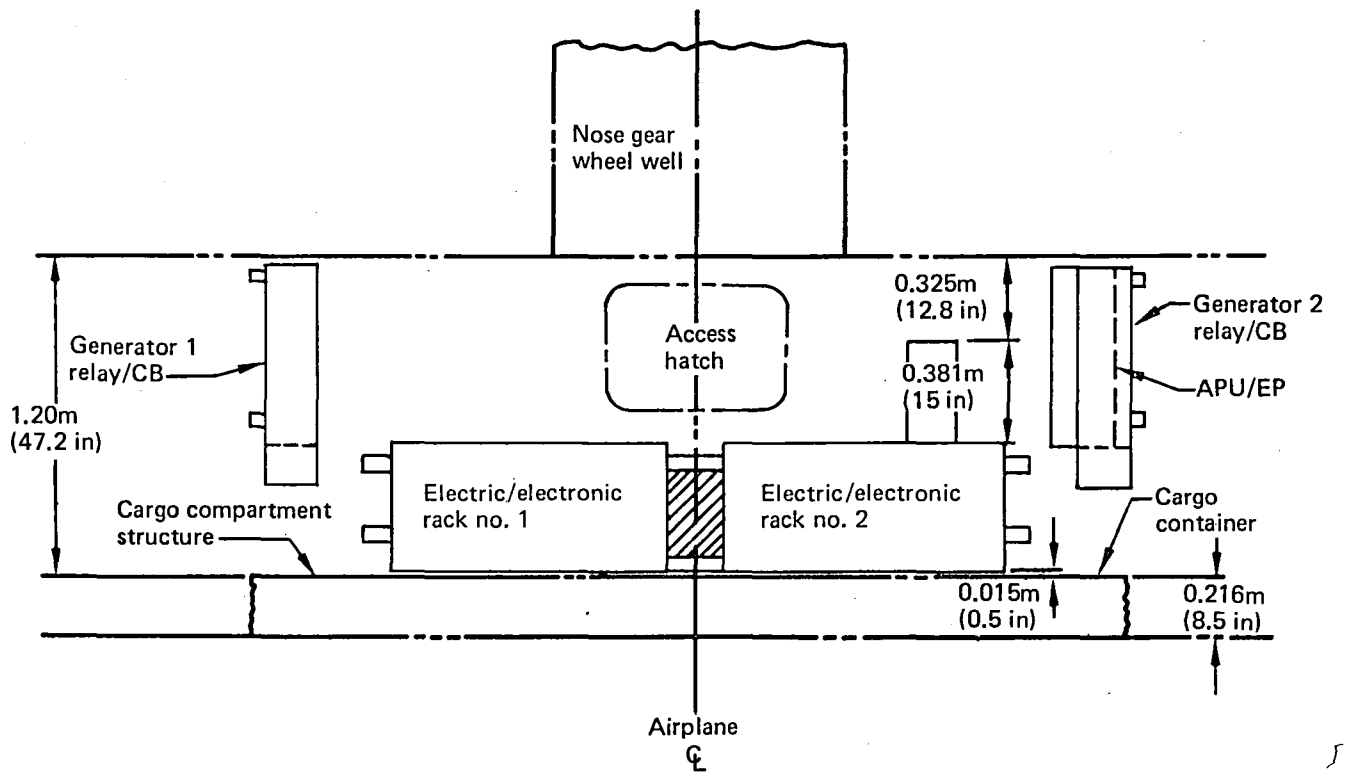 Nose gear
wheel well
0.325m
(12.8 in)
Generator 2
relay/CB
Access
hatch
Generator 1
relay/CB
0.381m
(15 in)
APU/EP
1.20m
(47.2 in)
Electric/electronic
rack no. 1
Electric/electronic
rack no. 2
Cargo compartment
structure
Cargo
container
0.015m
(0.5 in)
0.216m
(8.5 in)
Airplane
℄